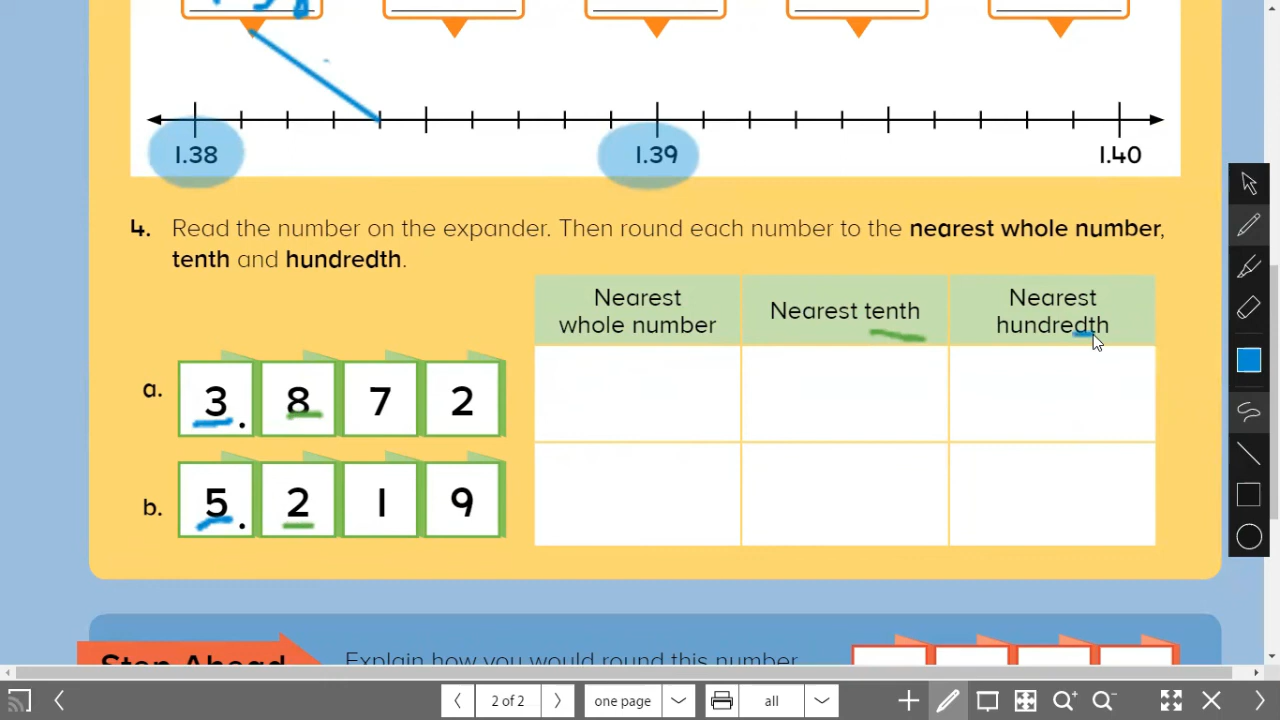 1.38 1.39 1.40
4. Read the number on the expander. Then round each number to the nearest whole number,
tenth and hundredth.
Nearest whole number
Nearest tenth
Nearest hundredth
a. 3. 8 7 2
b. 5. 2 1 9
Step Ahead
Explain how you would round this number
2 of 2
one page
all